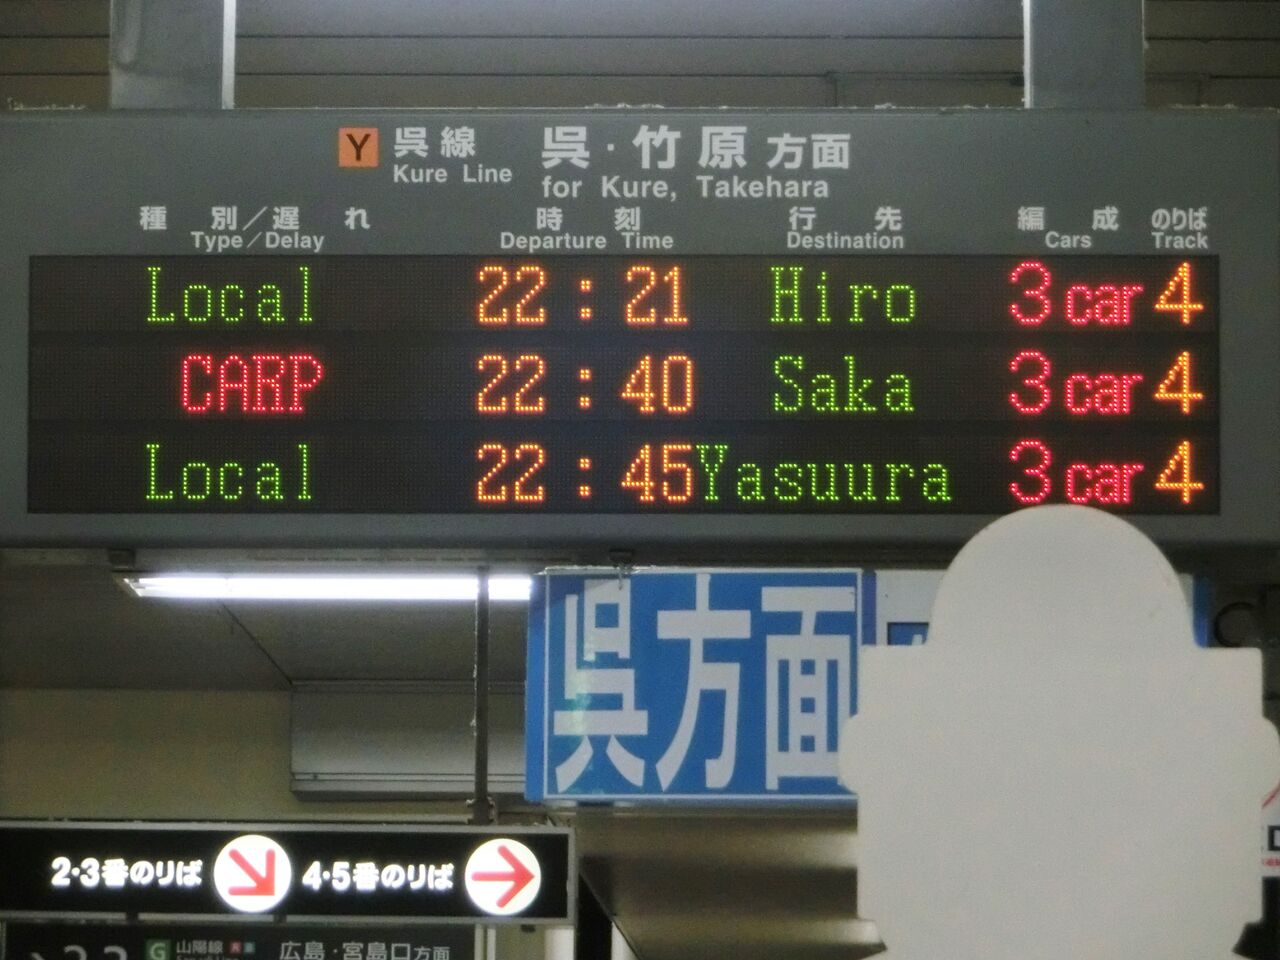 Y 呉線 呉・竹原方面
Kure Line for Kure, Takehara
種別／遅れ 時刻 行先 編成 のりば
Type／Delay Departure Time Destination Cars Track
Local 22:21 Hiro 3car 4
CARP 22:40 Saka 3car 4
Local 22:45 Yasuura 3car 4
呉方面
2・3番のりば 4・5番のりば
G 山陽線 広島・宮島口方面